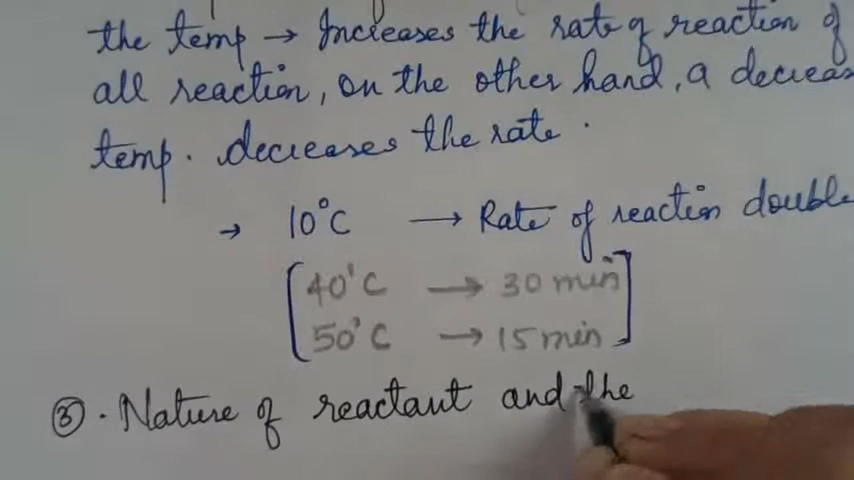 the temp → Increases the rate of reaction of
all reaction, on the other hand, a decreas
temp. decreases the rate.
→ 10°C → Rate of reaction double
[40°C → 30 min
50°C → 15 min]
③. Nature of reactant and the